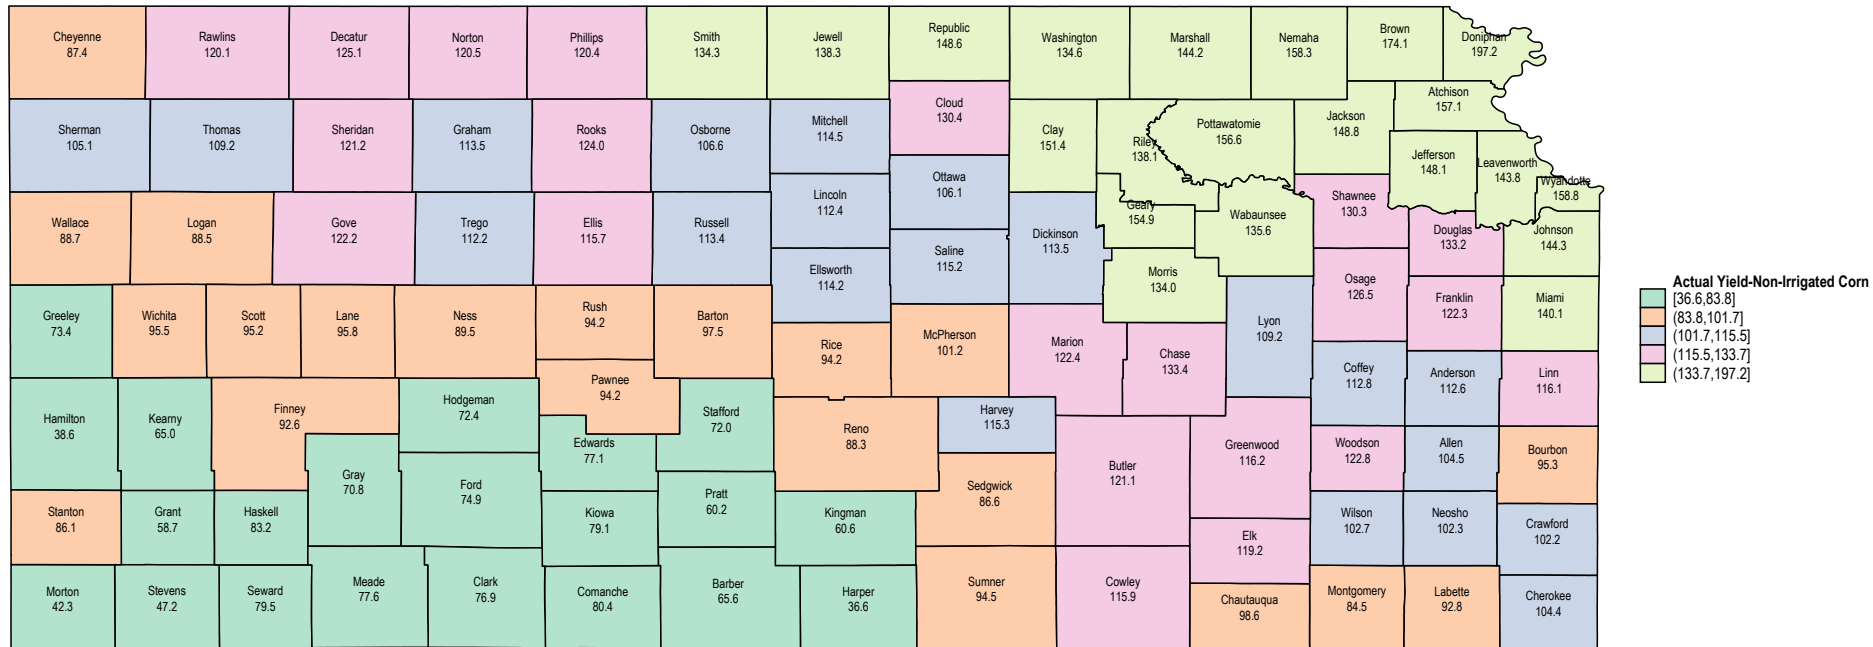 Cheyenne
87.4
Rawlins
120.1
Decatur
125.1
Norton
120.5
Phillips
120.4
Smith
134.3
Jewell
138.3
Republic
148.6
Washington
134.6
Marshall
144.2
Nemaha
158.3
Brown
174.1
Doniphan
197.2
Sherman
105.1
Thomas
109.2
Sheridan
121.2
Graham
113.5
Rooks
124.0
Osborne
106.6
Mitchell
114.5
Cloud
130.4
Clay
151.4
Riley
138.1
Pottawatomie
156.6
Jackson
148.8
Atchison
157.1
Jefferson
148.1
Leavenworth
143.8
Wyandotte
158.8
Wallace
88.7
Logan
88.5
Gove
122.2
Trego
112.2
Ellis
115.7
Russell
113.4
Lincoln
112.4
Ottawa
106.1
Saline
115.2
Ellsworth
114.2
Dickinson
113.5
Geary
154.9
Wabaunsee
135.6
Shawnee
130.3
Douglas
133.2
Johnson
144.3
Morris
134.0
Osage
126.5
Franklin
122.3
Miami
140.1
Greeley
73.4
Wichita
95.5
Scott
95.2
Lane
95.8
Ness
89.5
Rush
94.2
Barton
97.5
Rice
94.2
McPherson
101.2
Marion
122.4
Chase
133.4
Lyon
109.2
Coffey
112.8
Anderson
112.6
Linn
116.1
Hamilton
38.6
Kearny
65.0
Finney
92.6
Hodgeman
72.4
Pawnee
94.2
Stafford
72.0
Edwards
77.1
Reno
88.3
Harvey
115.3
Gray
70.8
Ford
74.9
Butler
121.1
Greenwood
116.2
Woodson
122.8
Allen
104.5
Bourbon
95.3
Stanton
86.1
Grant
58.7
Haskell
83.2
Kiowa
79.1
Pratt
60.2
Kingman
60.6
Sedgwick
86.6
Elk
119.2
Wilson
102.7
Neosho
102.3
Crawford
102.2
Morton
42.3
Stevens
47.2
Seward
79.5
Meade
77.6
Clark
76.9
Comanche
80.4
Barber
65.6
Harper
36.6
Sumner
94.5
Cowley
115.9
Chautauqua
98.6
Montgomery
84.5
Labette
92.8
Cherokee
104.4
Actual Yield-Non-Irrigated Corn
[36.6,83.8]
(83.8,101.7]
(101.7,115.5]
(115.5,133.7]
(133.7,197.2]